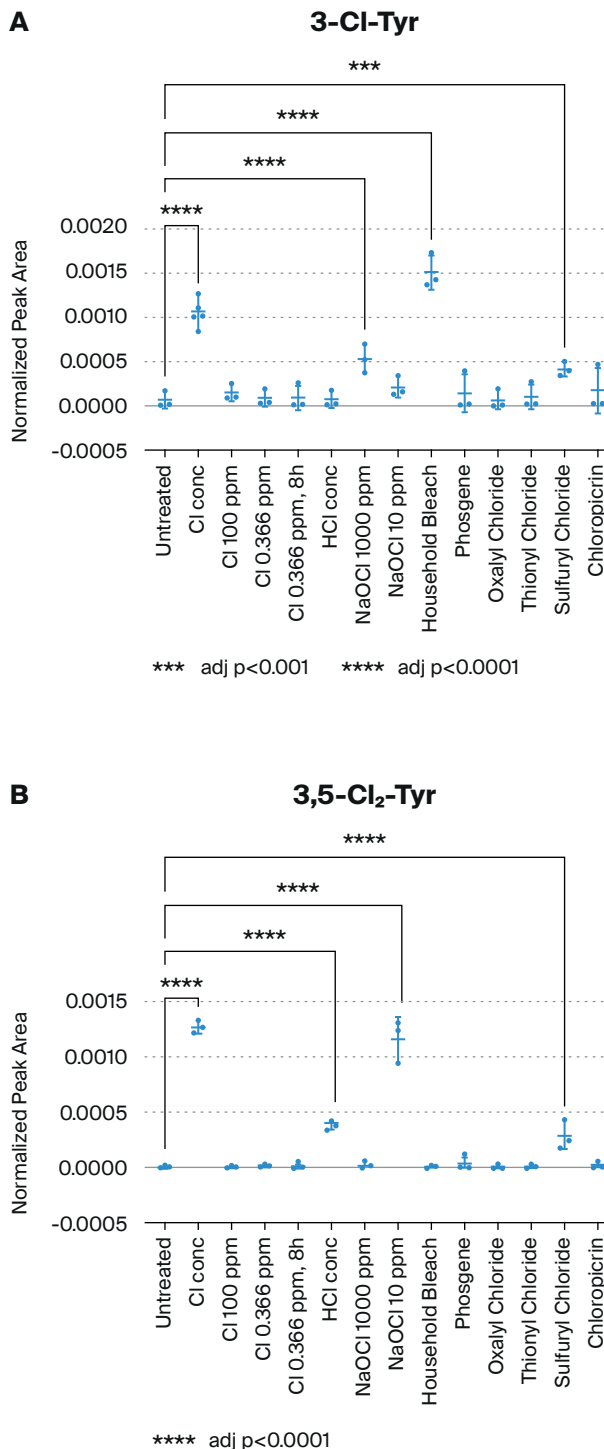 A
3-Cl-Tyr
***
****
****
****
Normalized Peak Area
0.0020
0.0015
0.0010
0.0005
0.0000
-0.0005
Untreated
Cl conc
Cl 100 ppm
Cl 0.366 ppm
Cl 0.366 ppm, 8h
HCl conc
NaOCl 1000 ppm
NaOCl 10 ppm
Household Bleach
Phosgene
Oxalyl Chloride
Thionyl Chloride
Sulfuryl Chloride
Chloropicrin
*** adj p<0.001 **** adj p<0.0001
B
3,5-Cl₂-Tyr
****
****
****
****
Normalized Peak Area
0.0015
0.0010
0.0005
0.0000
-0.0005
Untreated
Cl conc
Cl 100 ppm
Cl 0.366 ppm
Cl 0.366 ppm, 8h
HCl conc
NaOCl 1000 ppm
NaOCl 10 ppm
Household Bleach
Phosgene
Oxalyl Chloride
Thionyl Chloride
Sulfuryl Chloride
Chloropicrin
**** adj p<0.0001